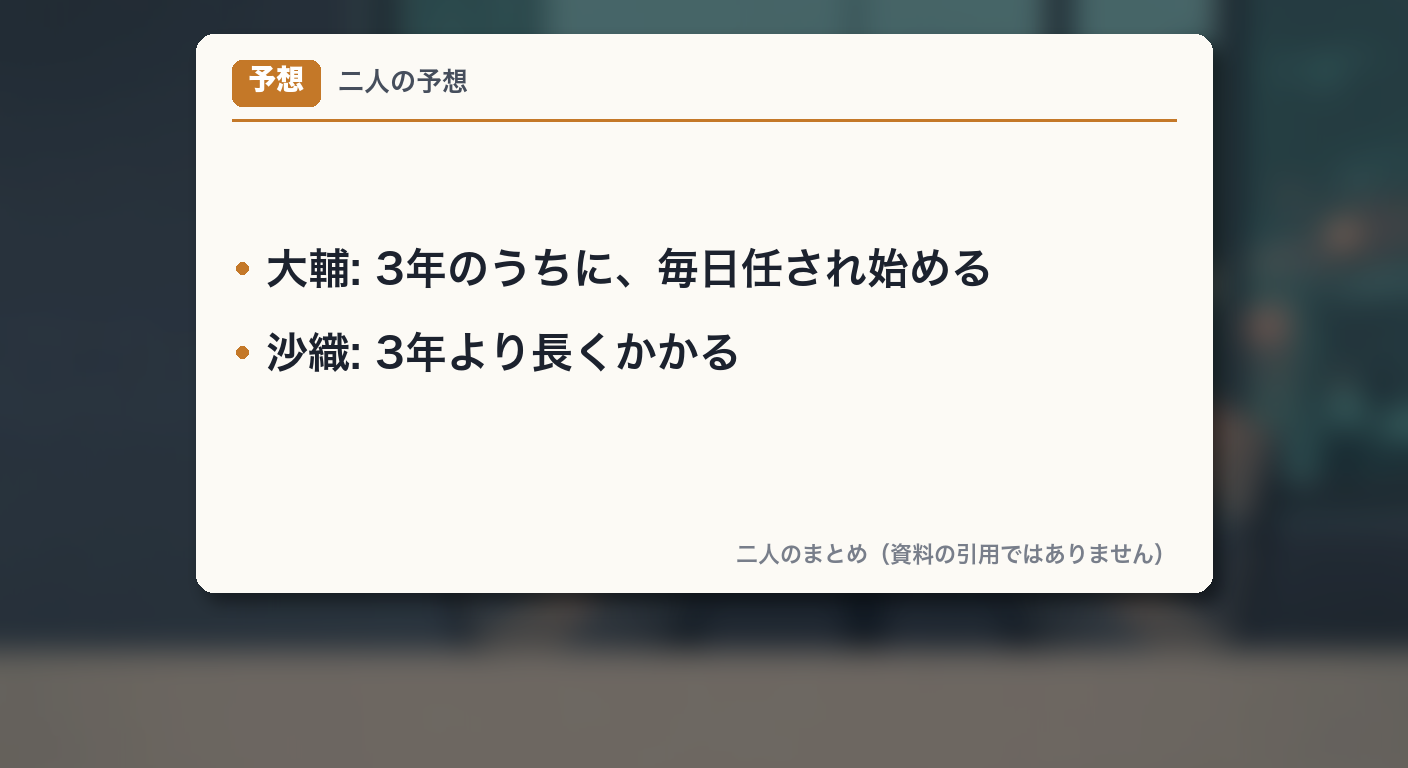 予想 二人の予想
• 大輔: 3年のうちに、毎日任され始める
• 沙織: 3年より長くかかる
二人のまとめ（資料の引用ではありません）